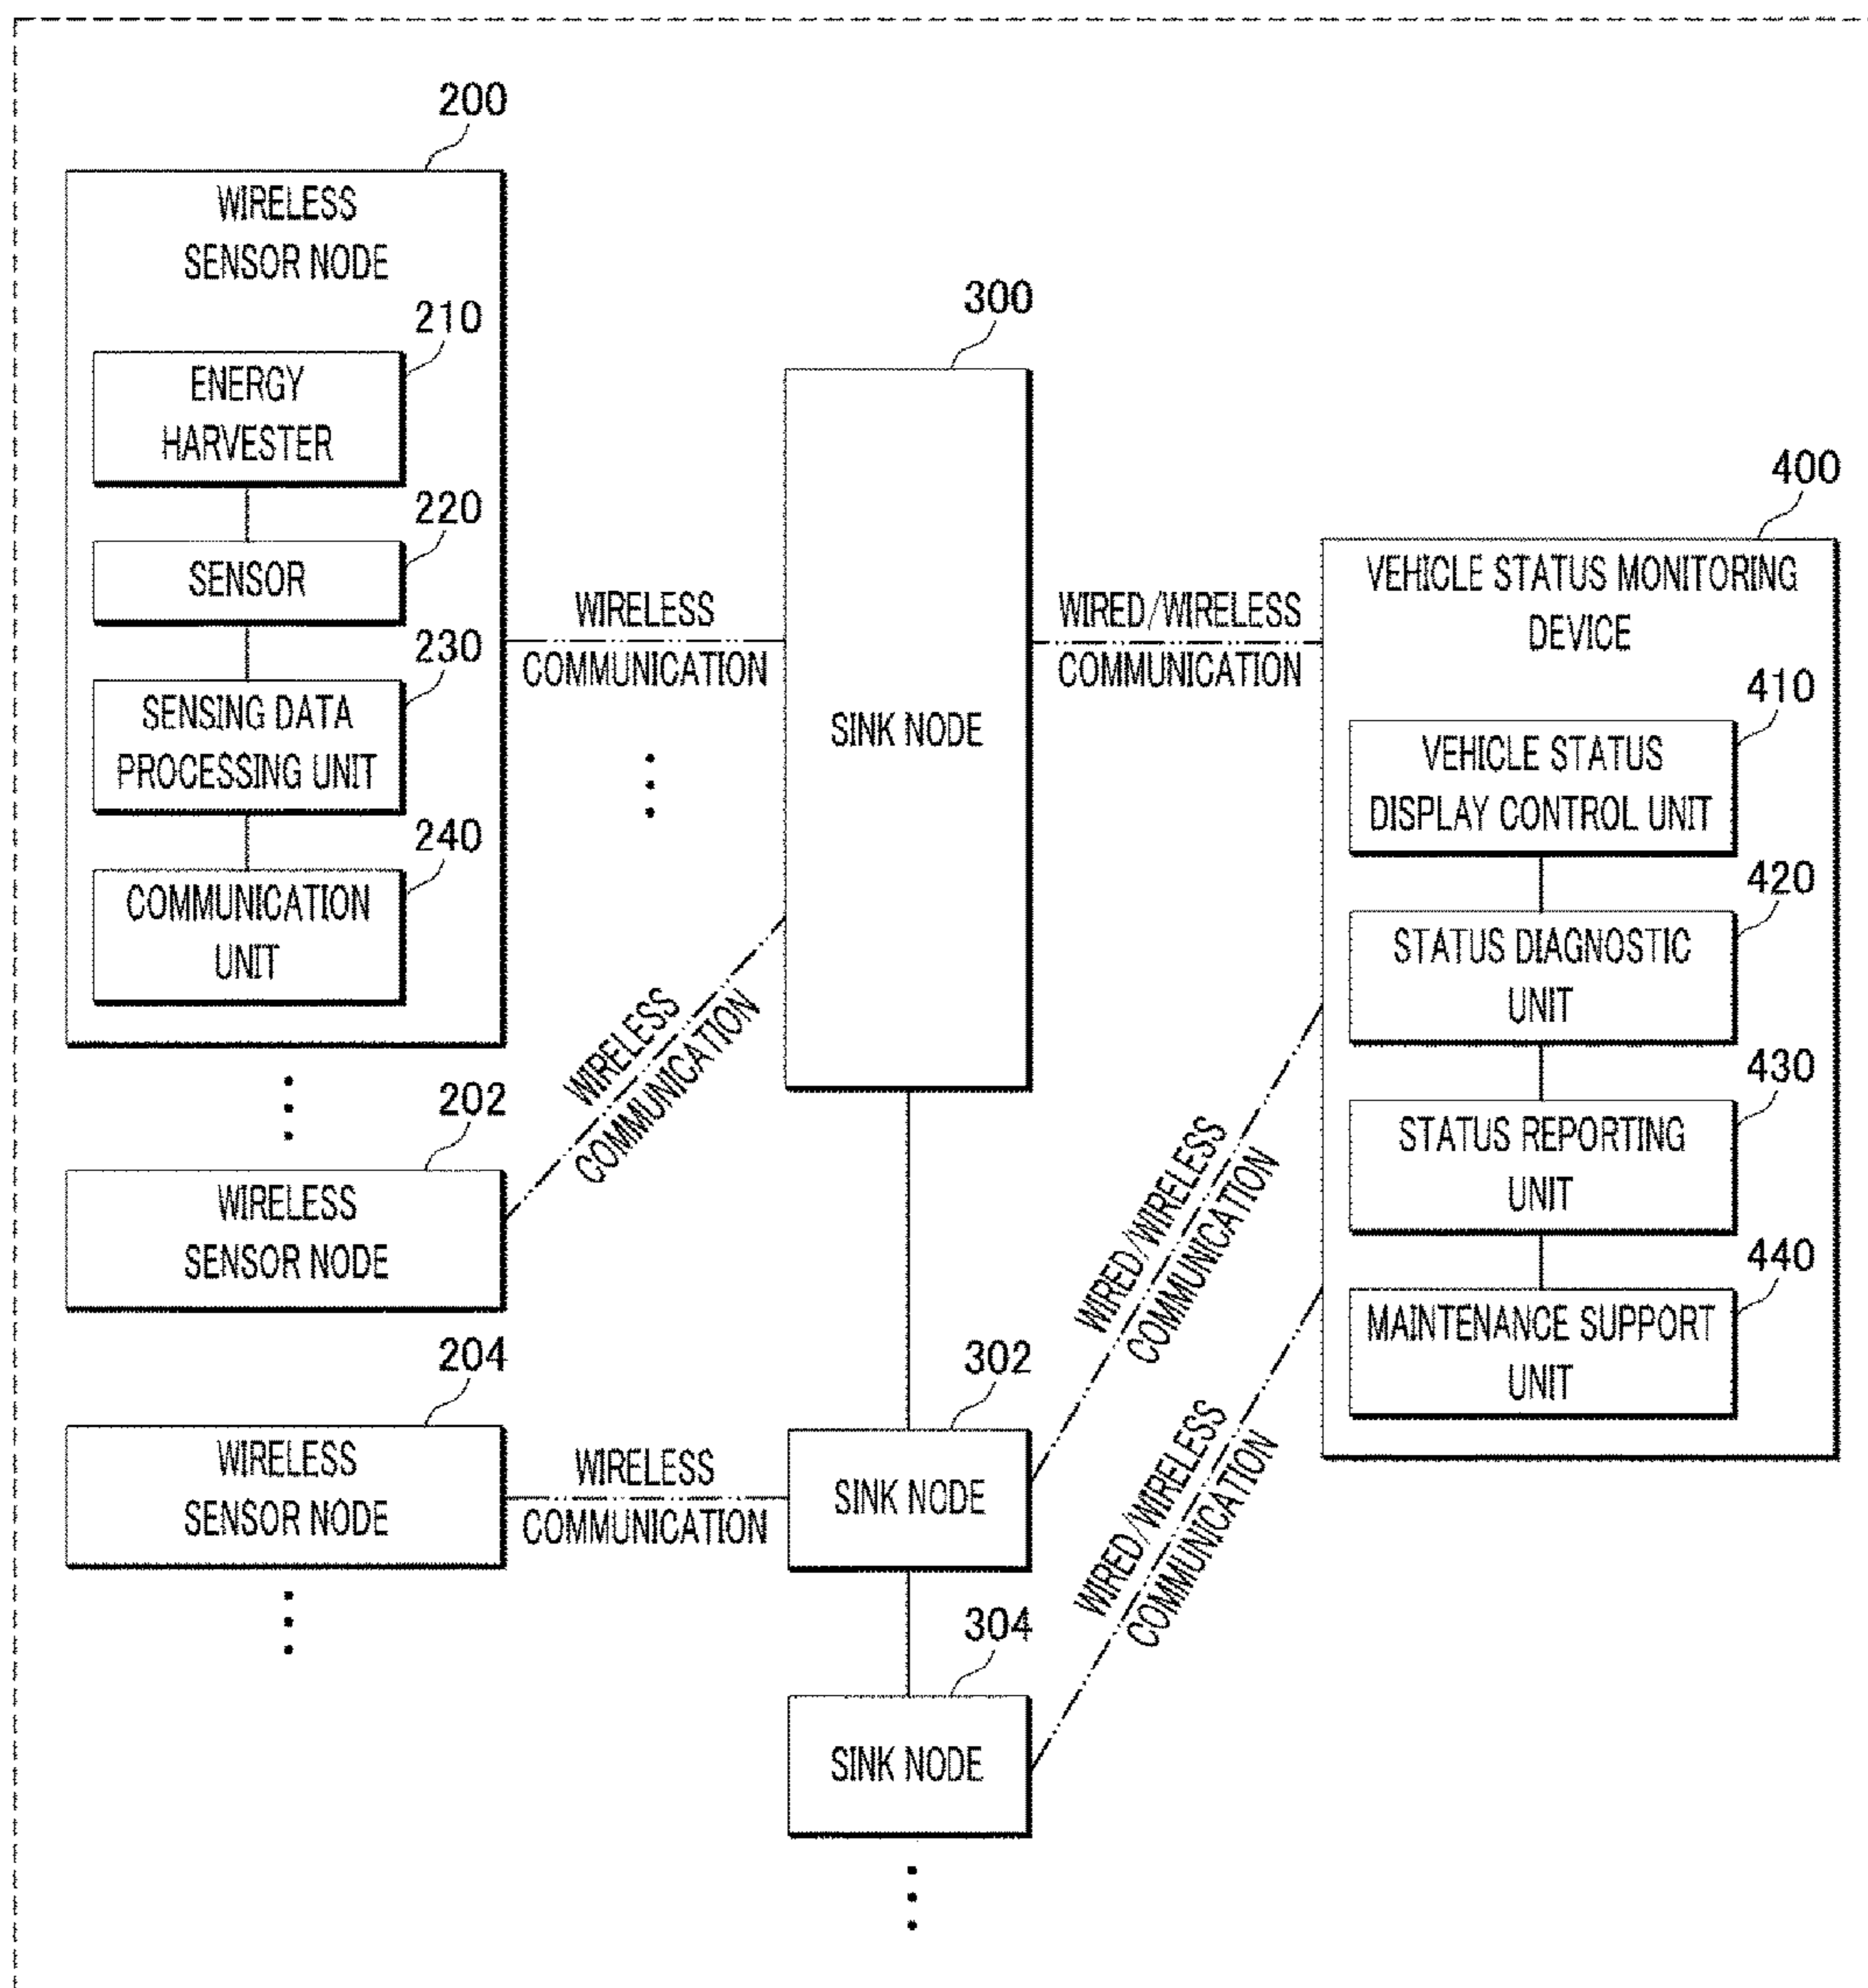 200
WIRELESS
SENSOR NODE
210
ENERGY
HARVESTER
220
SENSOR
230
SENSING DATA
PROCESSING UNIT
240
COMMUNICATION
UNIT
WIRELESS
COMMUNICATION
202
WIRELESS
SENSOR NODE
WIRELESS
COMMUNICATION
204
WIRELESS
SENSOR NODE
WIRELESS
COMMUNICATION
300
SINK NODE
302
SINK NODE
304
SINK NODE
WIRED/WIRELESS
COMMUNICATION
WIRED/WIRELESS
COMMUNICATION
WIRED/WIRELESS
COMMUNICATION
400
VEHICLE STATUS MONITORING
DEVICE
410
VEHICLE STATUS
DISPLAY CONTROL UNIT
420
STATUS DIAGNOSTIC
UNIT
430
STATUS REPORTING
UNIT
440
MAINTENANCE SUPPORT
UNIT